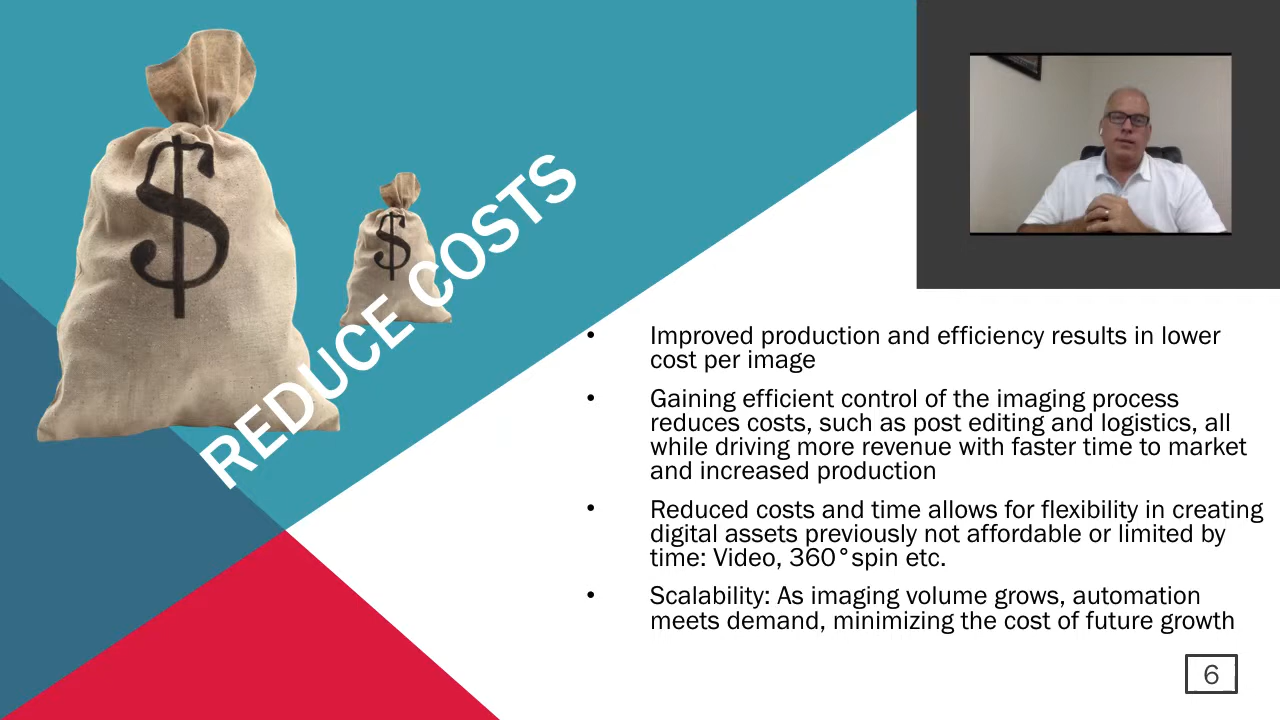 $
$
REDUCE COSTS
• Improved production and efficiency results in lower
cost per image
• Gaining efficient control of the imaging process
reduces costs, such as post editing and logistics, all
while driving more revenue with faster time to market
and increased production
• Reduced costs and time allows for flexibility in creating
digital assets previously not affordable or limited by
time: Video, 360°spin etc.
• Scalability: As imaging volume grows, automation
meets demand, minimizing the cost of future growth
6